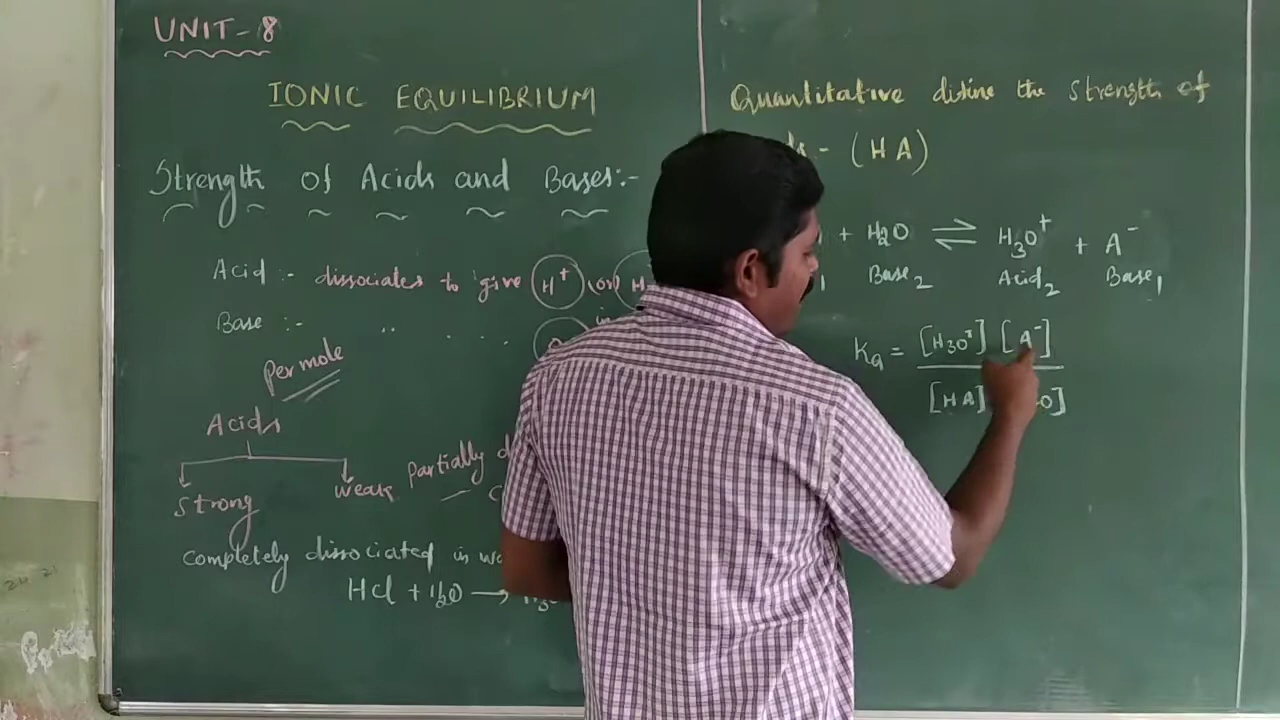 UNIT-8
IONIC EQUILIBRIUM
Strength of Acids and Bases:-
Acid :- dissociates to give H⁺ (or) H
Base :- ,, ,, ,,
in
Per mole
Acids
Strong Weak Partially
Completely dissociated in
HCl + H₂O →
Quantitative define the strength of
(HA)
+ H₂O ⇌ H₃O⁺ + A⁻
Base₂ Acid₂ Base₁
Ka = [H₃O⁺] [A⁻]
[HA]